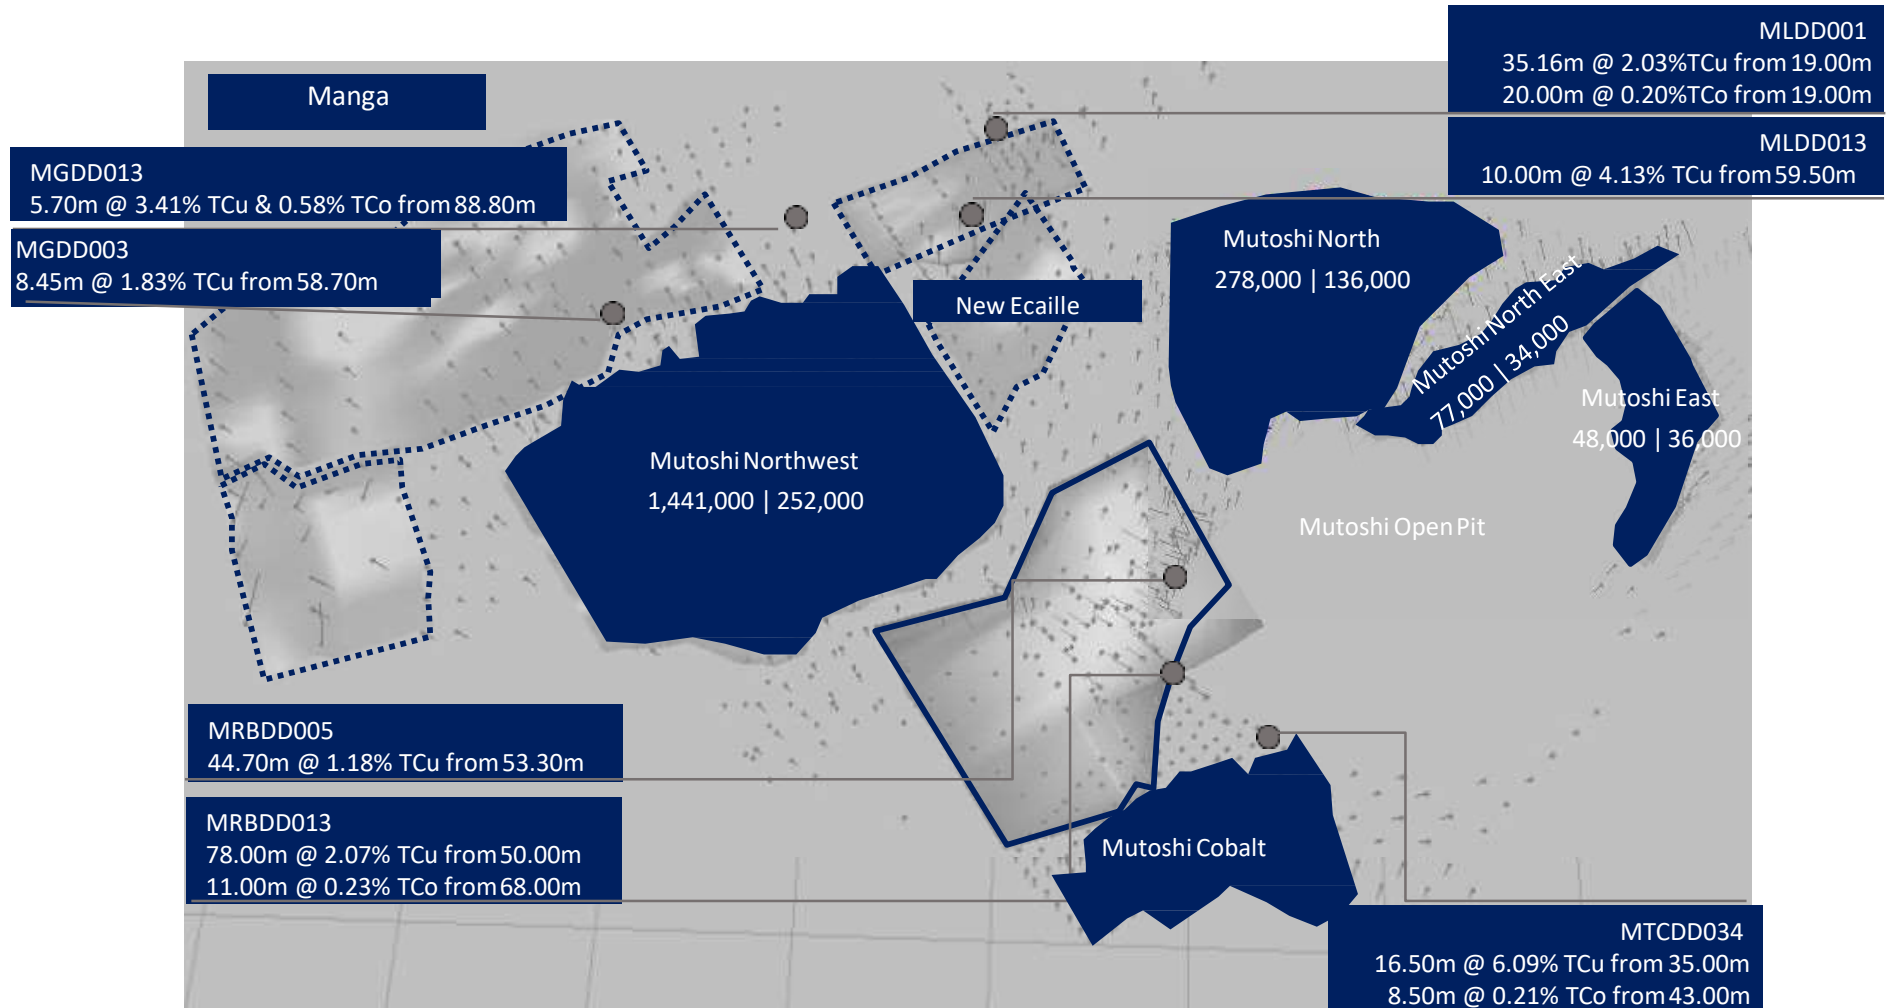 MLDD001
35.16m @ 2.03%TCu from 19.00m
20.00m @ 0.20%TCo from 19.00m
Manga
MLDD013
10.00m @ 4.13% TCu from 59.50m
MGDD013
5.70m @ 3.41% TCu & 0.58% TCo from 88.80m
MGDD003
8.45m @ 1.83% TCu from 58.70m
Mutoshi North
278,000 | 136,000
New Ecaille
Mutoshi North East
77,000 | 34,000
Mutoshi East
48,000 | 36,000
Mutoshi Northwest
1,441,000 | 252,000
Mutoshi Open Pit
MRBDD005
44.70m @ 1.18% TCu from 53.30m
MRBDD013
78.00m @ 2.07% TCu from 50.00m
11.00m @ 0.23% TCo from 68.00m
Mutoshi Cobalt
MTCDD034
16.50m @ 6.09% TCu from 35.00m
8.50m @ 0.21% TCo from 43.00m